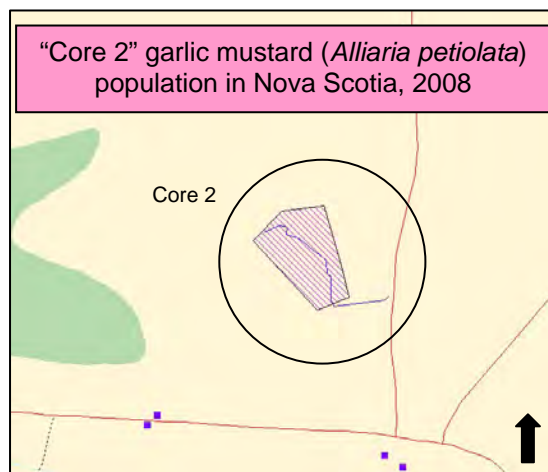 “Core 2” garlic mustard (Alliaria petiolata)
population in Nova Scotia, 2008
Core 2